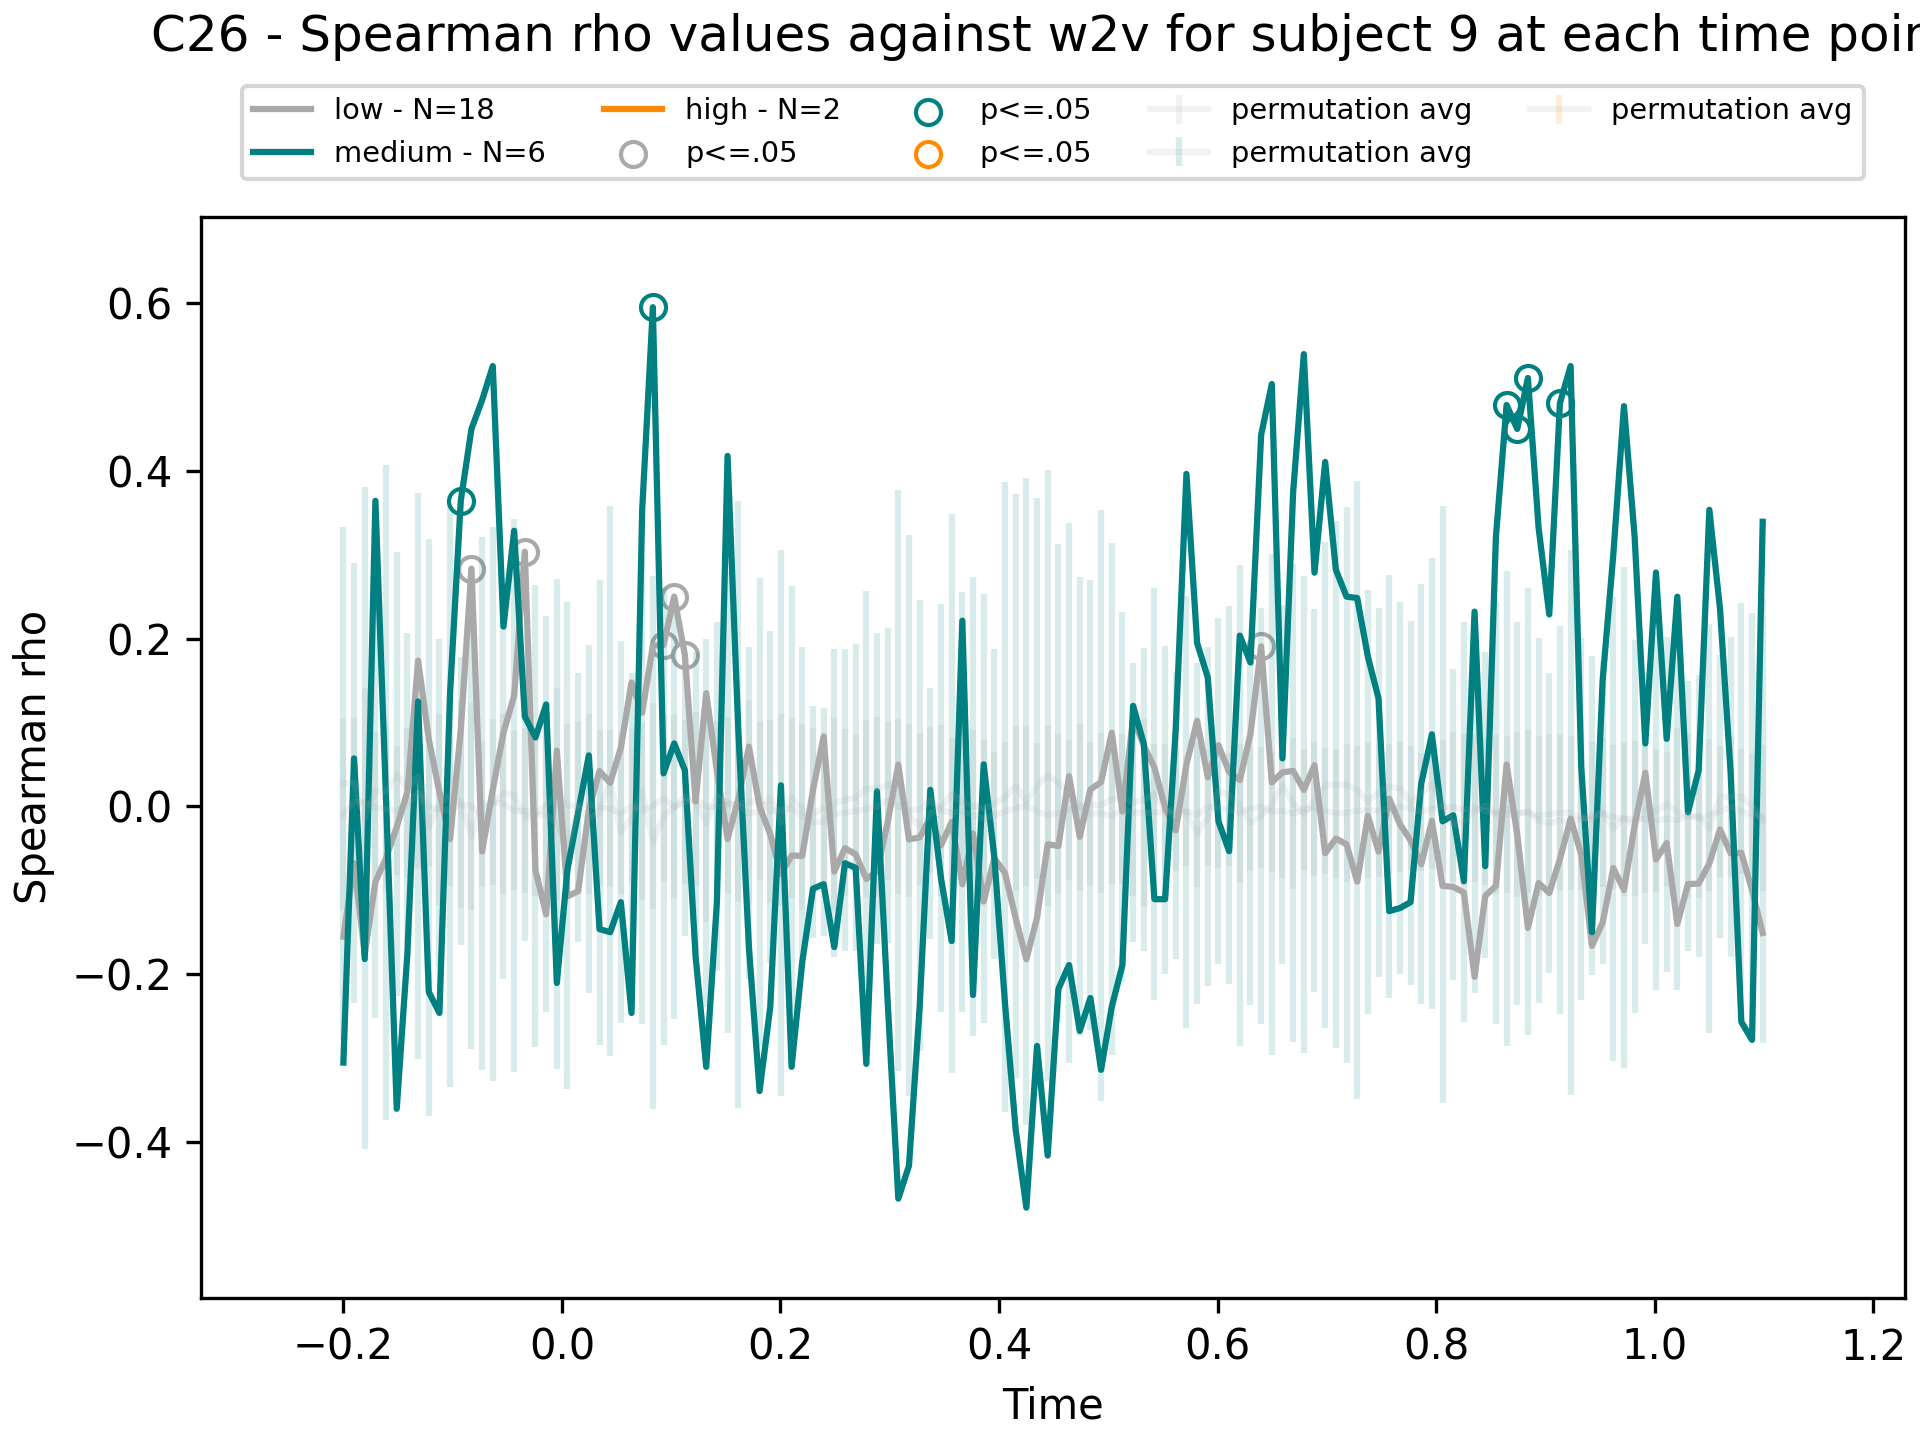 C26 - Spearman rho values against w2v for subject 9 at each time poin
low - N=18
medium - N=6
high - N=2
p<=.05
p<=.05
p<=.05
permutation avg
permutation avg
permutation avg
Spearman rho
0.6
0.4
0.2
0.0
−0.2
−0.4
−0.2 0.0 0.2 0.4 0.6 0.8 1.0 1.2
Time